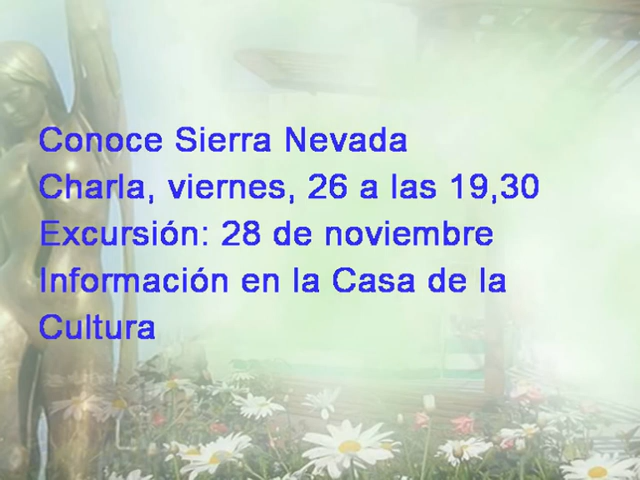 Conoce Sierra Nevada
Charla, viernes, 26 a las 19,30
Excursión: 28 de noviembre
Información en la Casa de la
Cultura